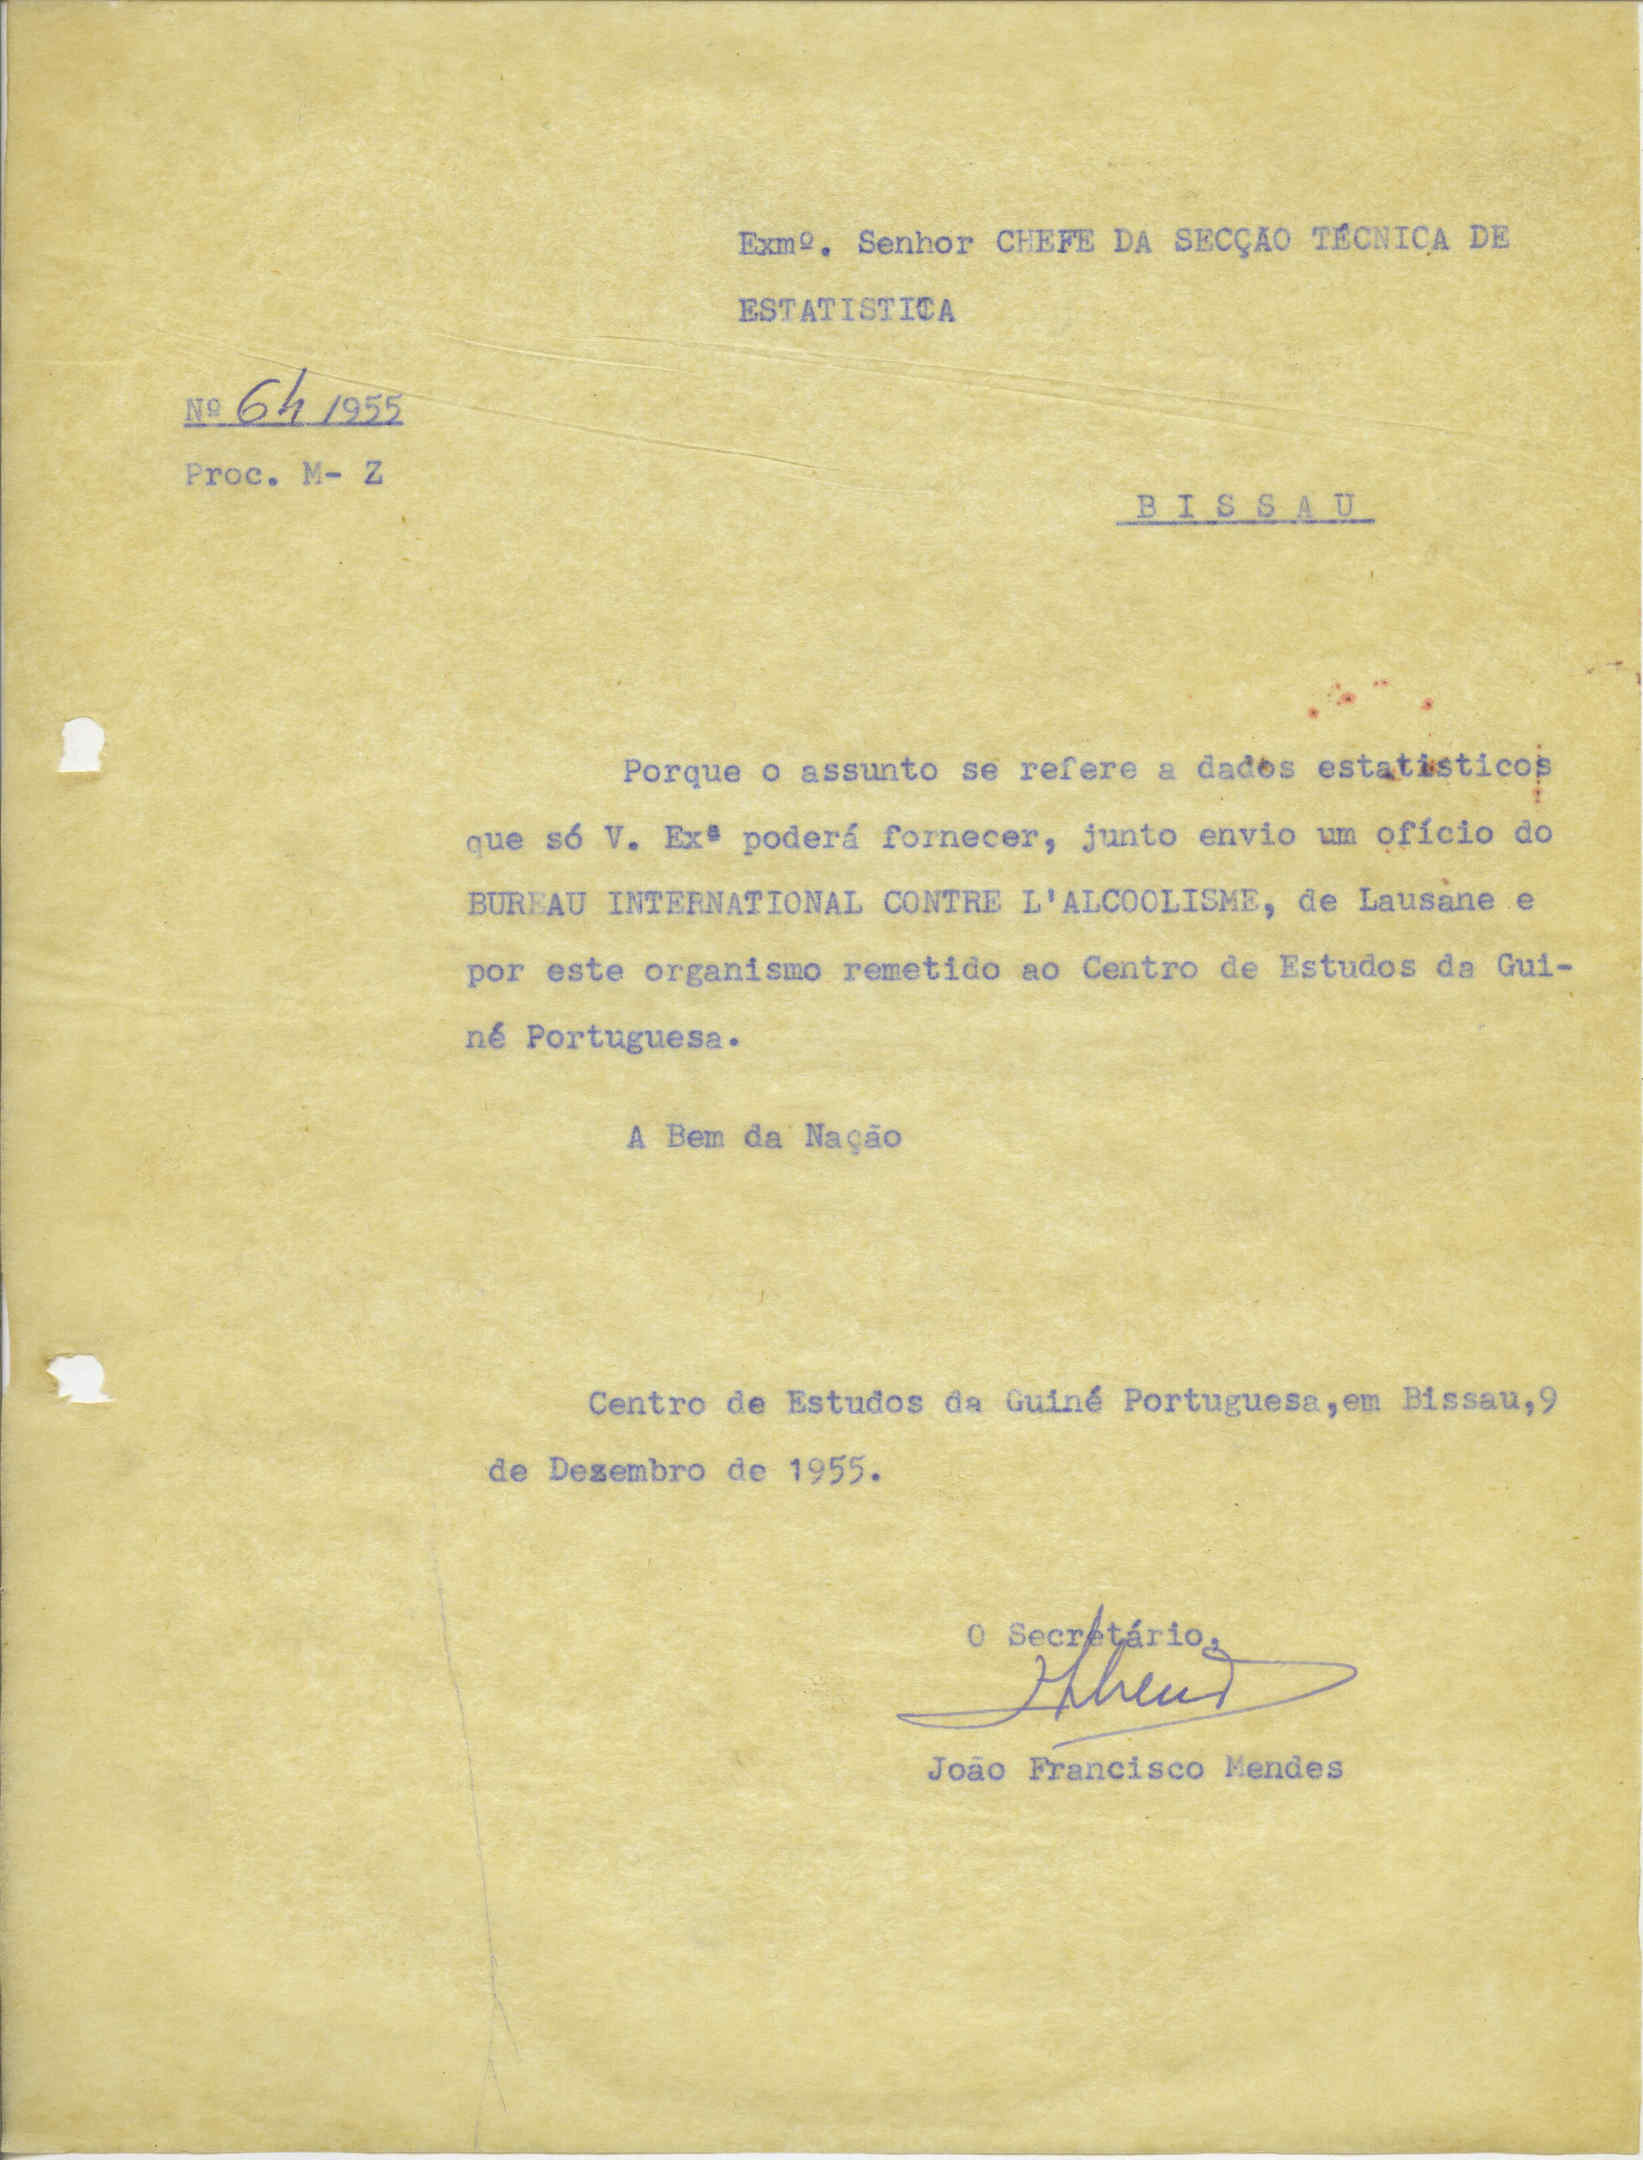 Exmº. Senhor CHEFE DA SECÇÃO TÉCNICA DE
ESTATISTICA
Nº 64 /1955
Proc. M- Z
B I S S A U
Porque o assunto se refere a dados estatisticos
que só V. Exª poderá fornecer, junto envio um ofício do
BUREAU INTERNATIONAL CONTRE L'ALCOOLISME, de Lausane e
por este organismo remetido ao Centro de Estudos da Gui-
né Portuguesa.
A Bem da Nação
Centro de Estudos da Guiné Portuguesa,em Bissau,9
de Dezembro de 1955.
O Secretário,
João Francisco Mendes